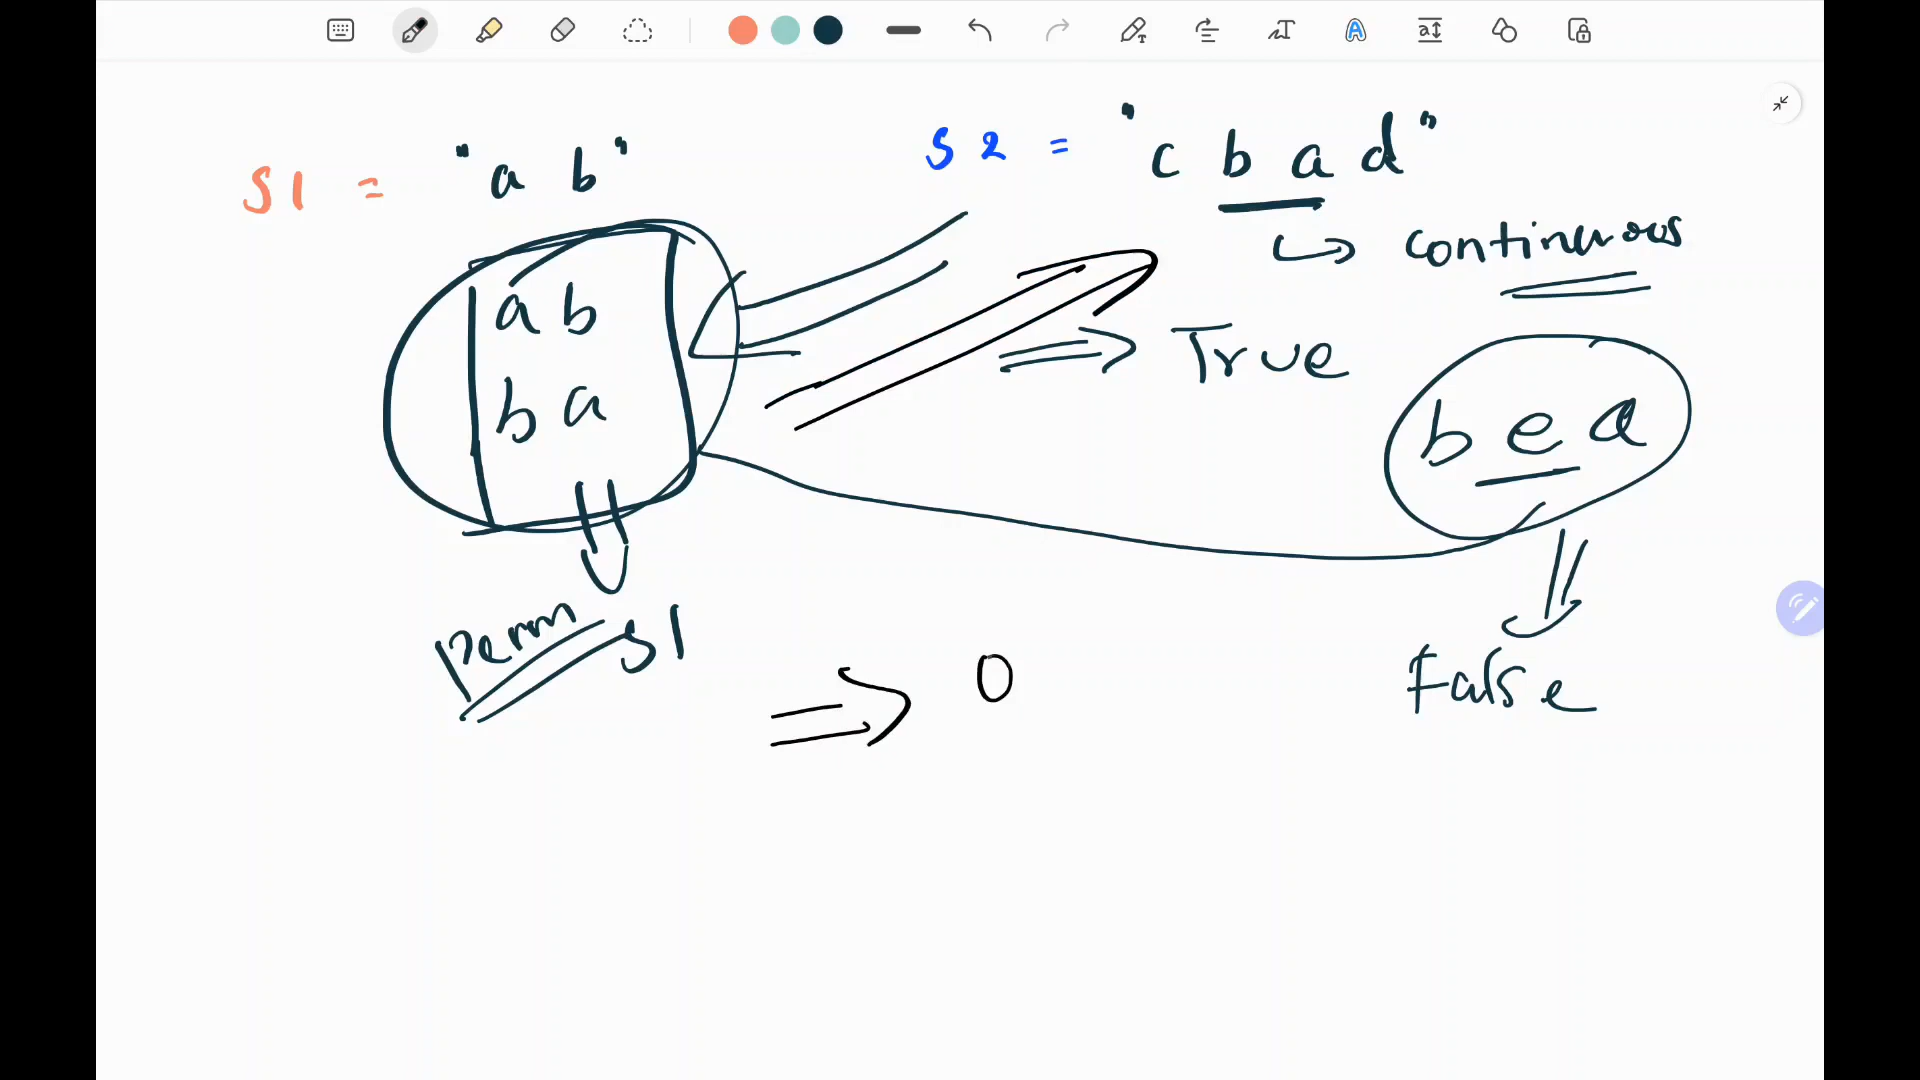 S1 = "a b"
S2 = "c b a d"
continuous
a b
b a
True
b e a
Perm S1
False
0